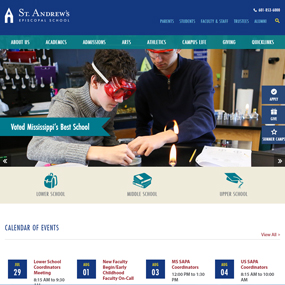 St. Andrew's
EPISCOPAL SCHOOL
601-853-6000
PARENTS STUDENTS FACULTY & STAFF TRUSTEES ALUMNI
ABOUT US ACADEMICS ADMISSIONS ARTS ATHLETICS CAMPUS LIFE GIVING QUICKLINKS
APPLY
GIVE
SUMMER CAMP
Voted Mississippi's Best School
LOWER SCHOOL MIDDLE SCHOOL UPPER SCHOOL
CALENDAR OF EVENTS
View All >
JUL
29
Lower School
Coordinators
Meeting
8:15 AM to 9:30
AUG
01
New Faculty
Begin/Early
Childhood
Faculty On-Call
AUG
03
MS SAPA
Coordinators
12:00 PM to 1:30
PM
AUG
04
US SAPA
Coordinators
8:15 AM to 10:00
AM